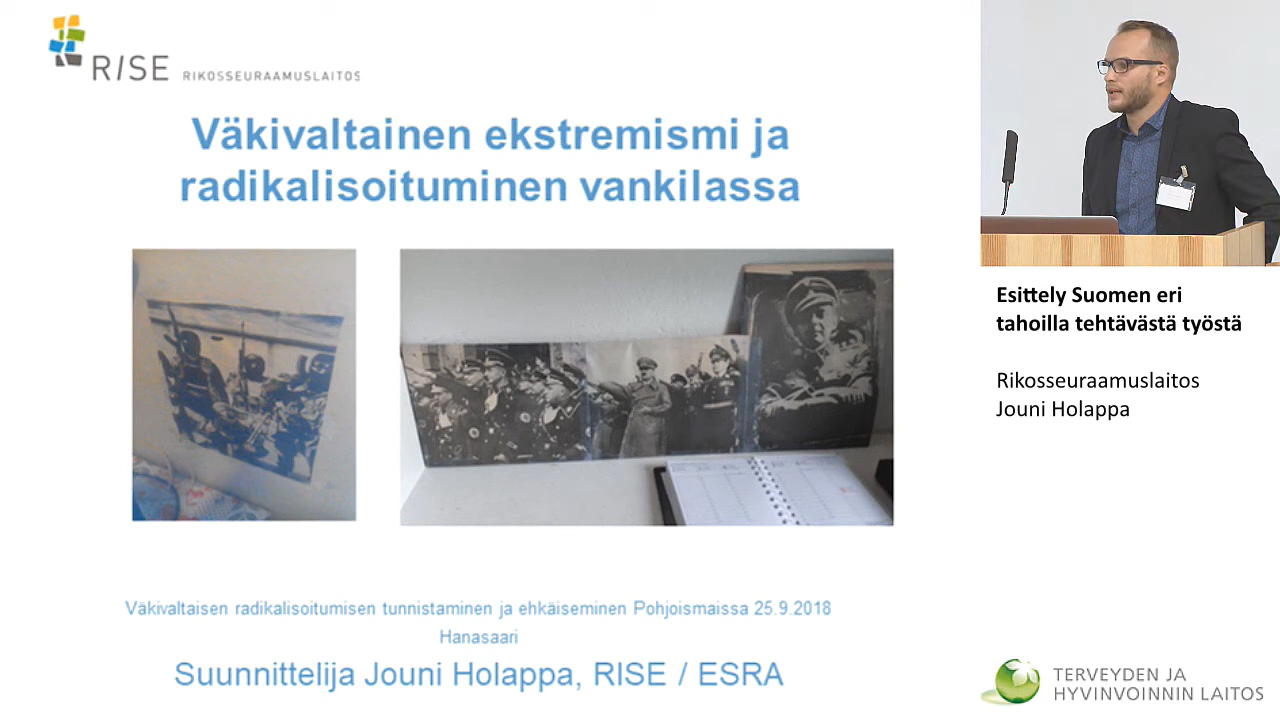 RISE RIKOSSEURAAMUSLAITOS
Väkivaltainen ekstremismi ja
radikalisoituminen vankilassa
Väkivaltaisen radikalisoitumisen tunnistaminen ja ehkäiseminen Pohjoismaissa 25.9.2018
Hanasaari
Suunnittelija Jouni Holappa, RISE / ESRA
Esittely Suomen eri
tahoilla tehtävästä työstä
Rikosseuraamuslaitos
Jouni Holappa
TERVEYDEN JA
HYVINVOINNIN LAITOS